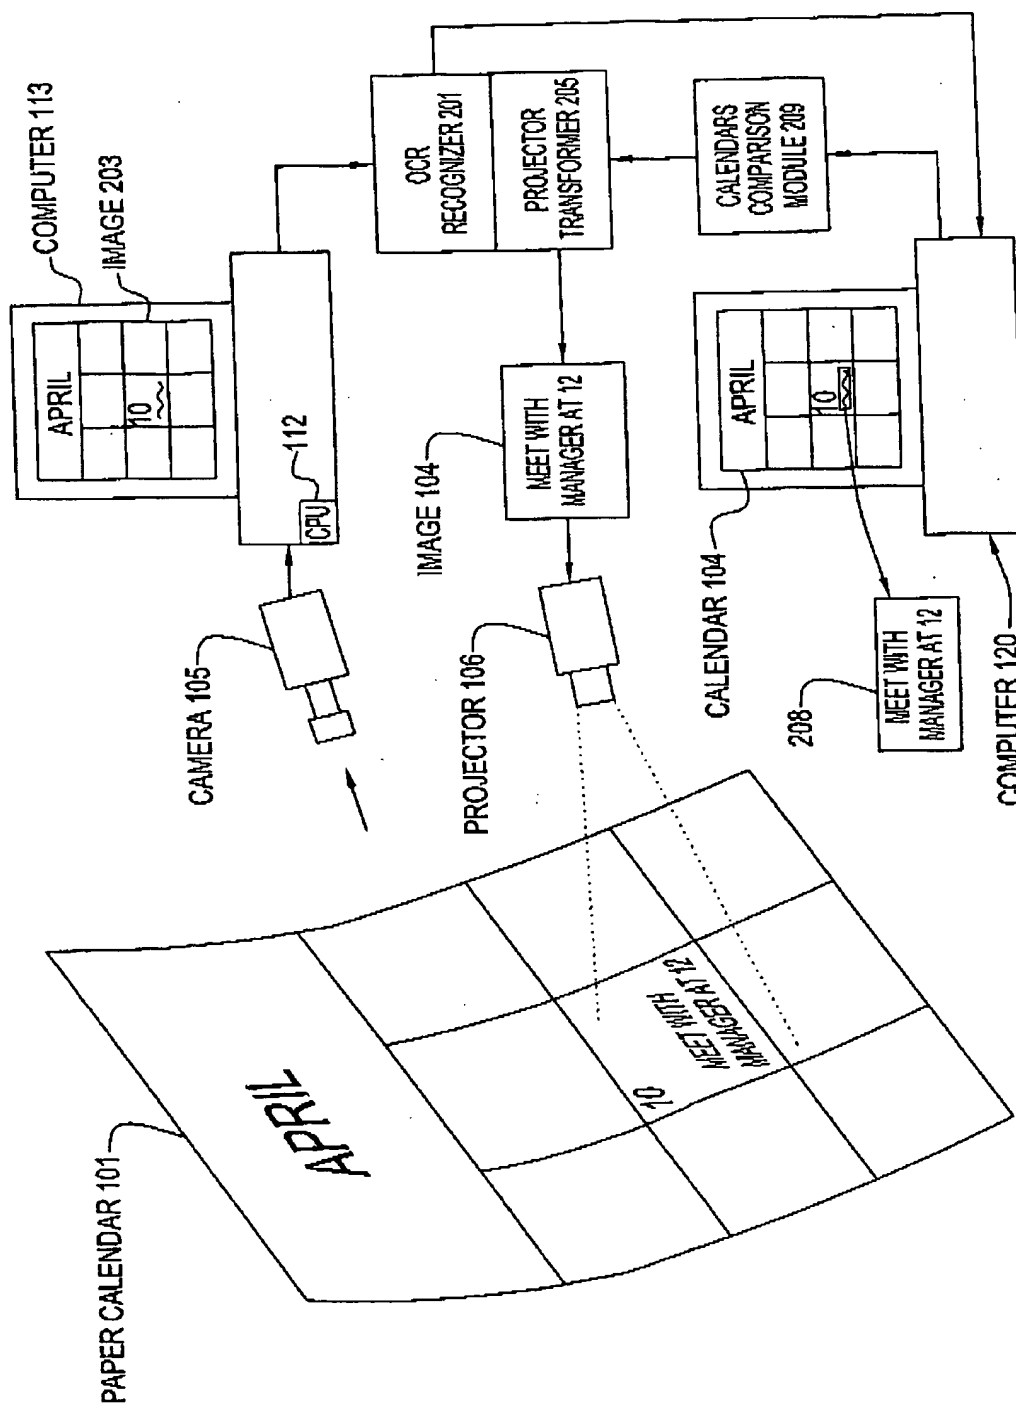 COMPUTER 113
IMAGE 203
APRIL
10
112
CPU
CAMERA 105
OCR
RECOGNIZER 201
PROJECTOR
TRANSFORMER 205
CALENDARS
COMPARISON
MODULE 209
IMAGE 104
MEET WITH
MANAGER AT 12
PROJECTOR 106
CALENDAR 104
APRIL
10
208
MEET WITH
MANAGER AT 12
COMPUTER 120
PAPER CALENDAR 101
APRIL
10
MEET WITH
MANAGER AT 12